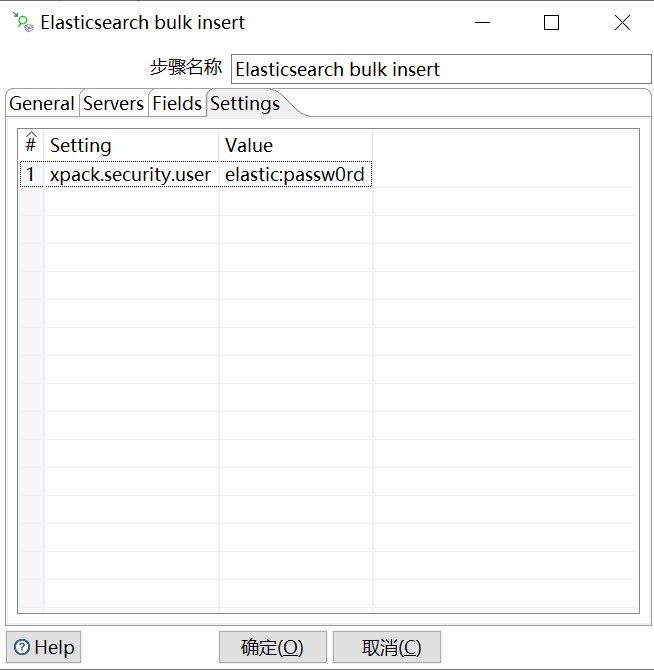 Elasticsearch bulk insert
步骤名称 Elasticsearch bulk insert
General Servers Fields Settings
# Setting Value
1 xpack.security.user elastic:passw0rd
Help 确定(O) 取消(C)